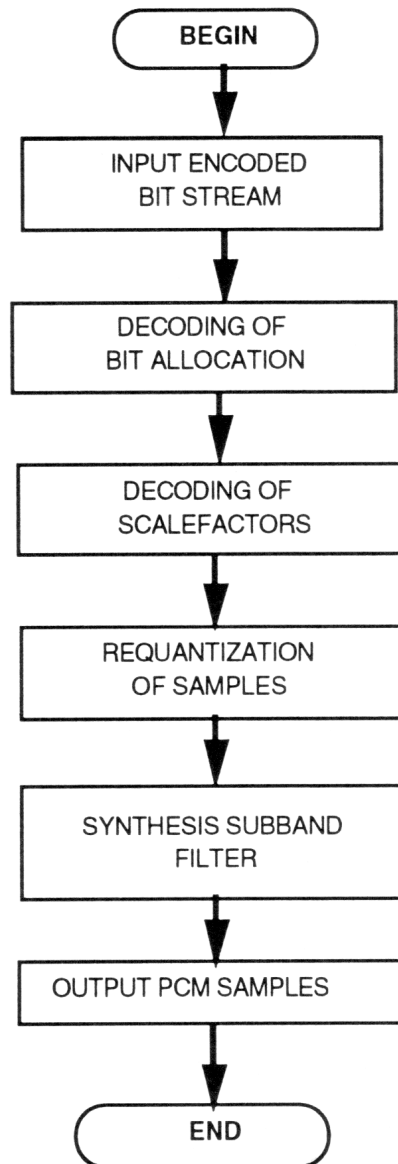 BEGIN
INPUT ENCODED
BIT STREAM
DECODING OF
BIT ALLOCATION
DECODING OF
SCALEFACTORS
REQUANTIZATION
OF SAMPLES
SYNTHESIS SUBBAND
FILTER
OUTPUT PCM SAMPLES
END